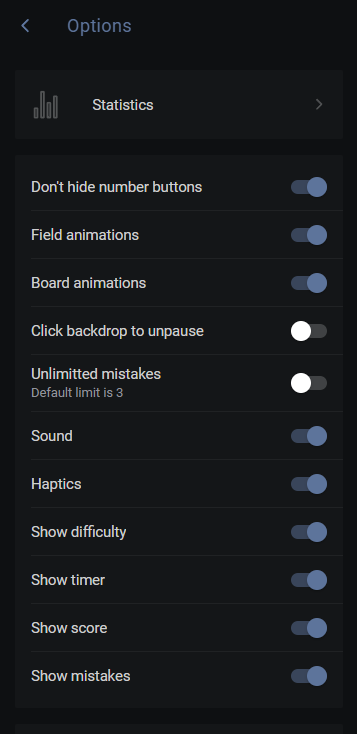 Options
Statistics
Don't hide number buttons
Field animations
Board animations
Click backdrop to unpause
Unlimitted mistakes
Default limit is 3
Sound
Haptics
Show difficulty
Show timer
Show score
Show mistakes